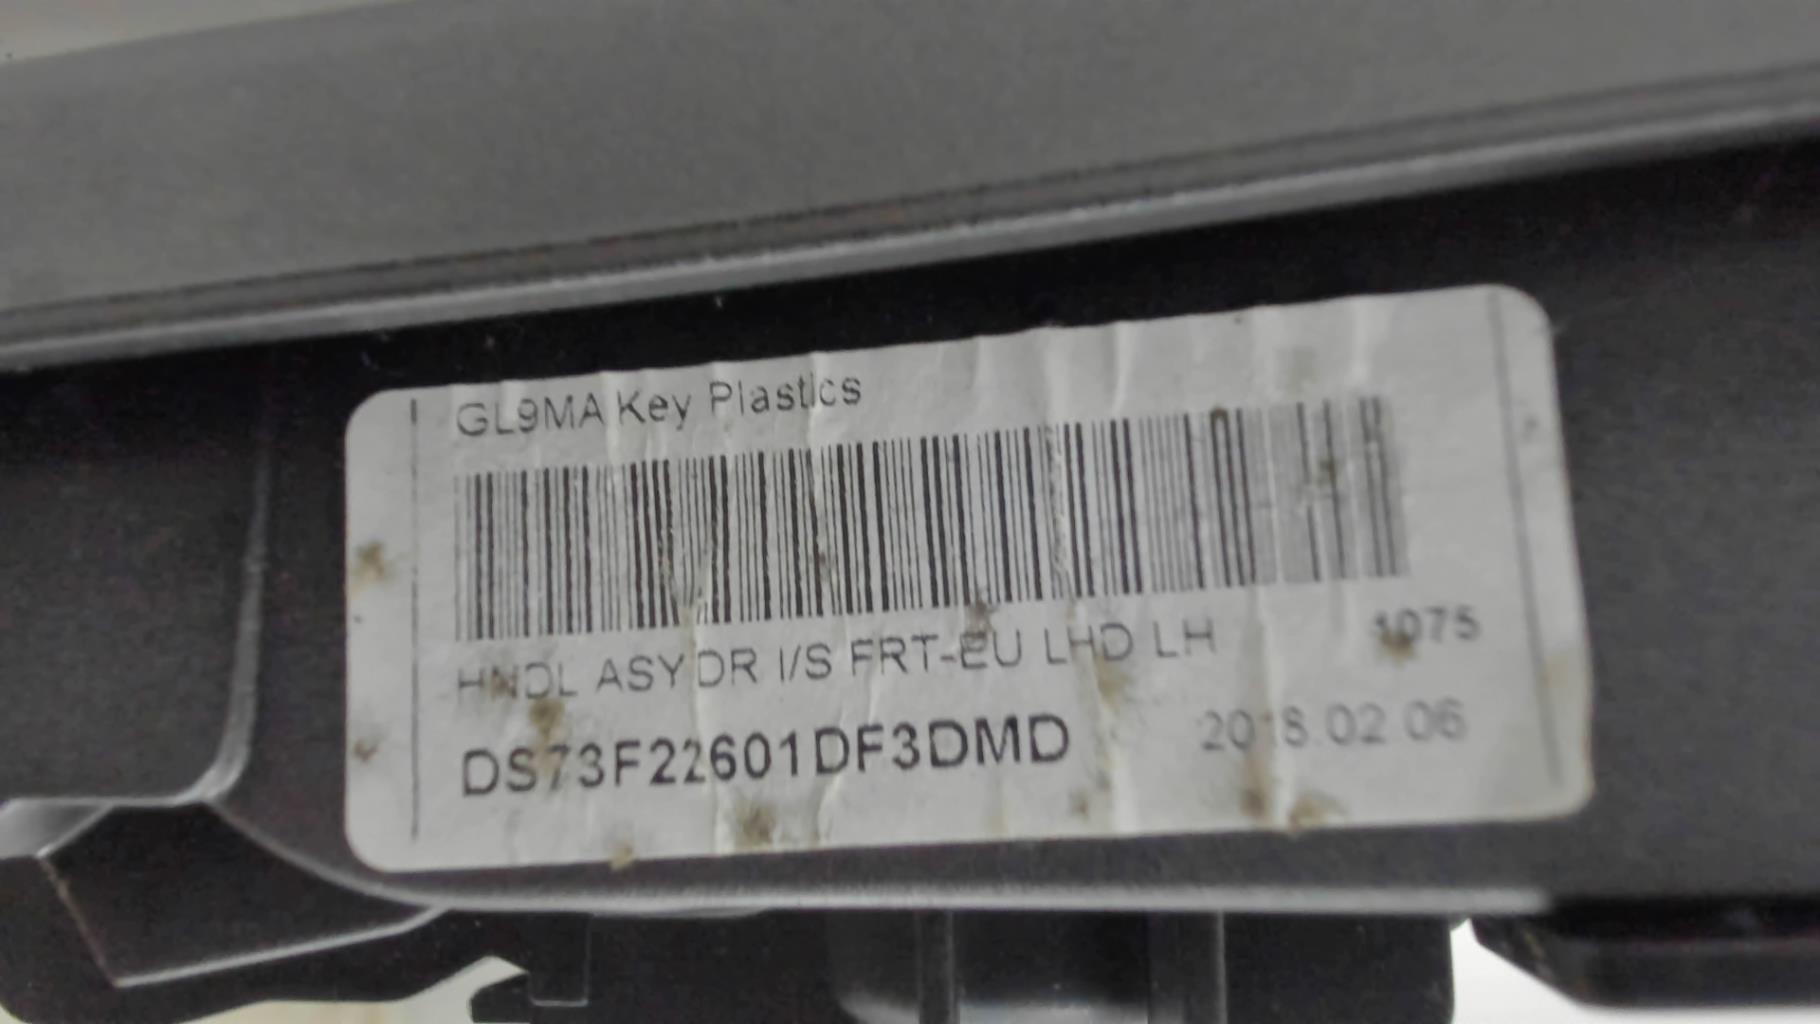 GL9MA Key Plastics
HNDL ASY DR I/S FRT-EU LHD LH
1075
DS73F22601DF3DMD
2018.02.06